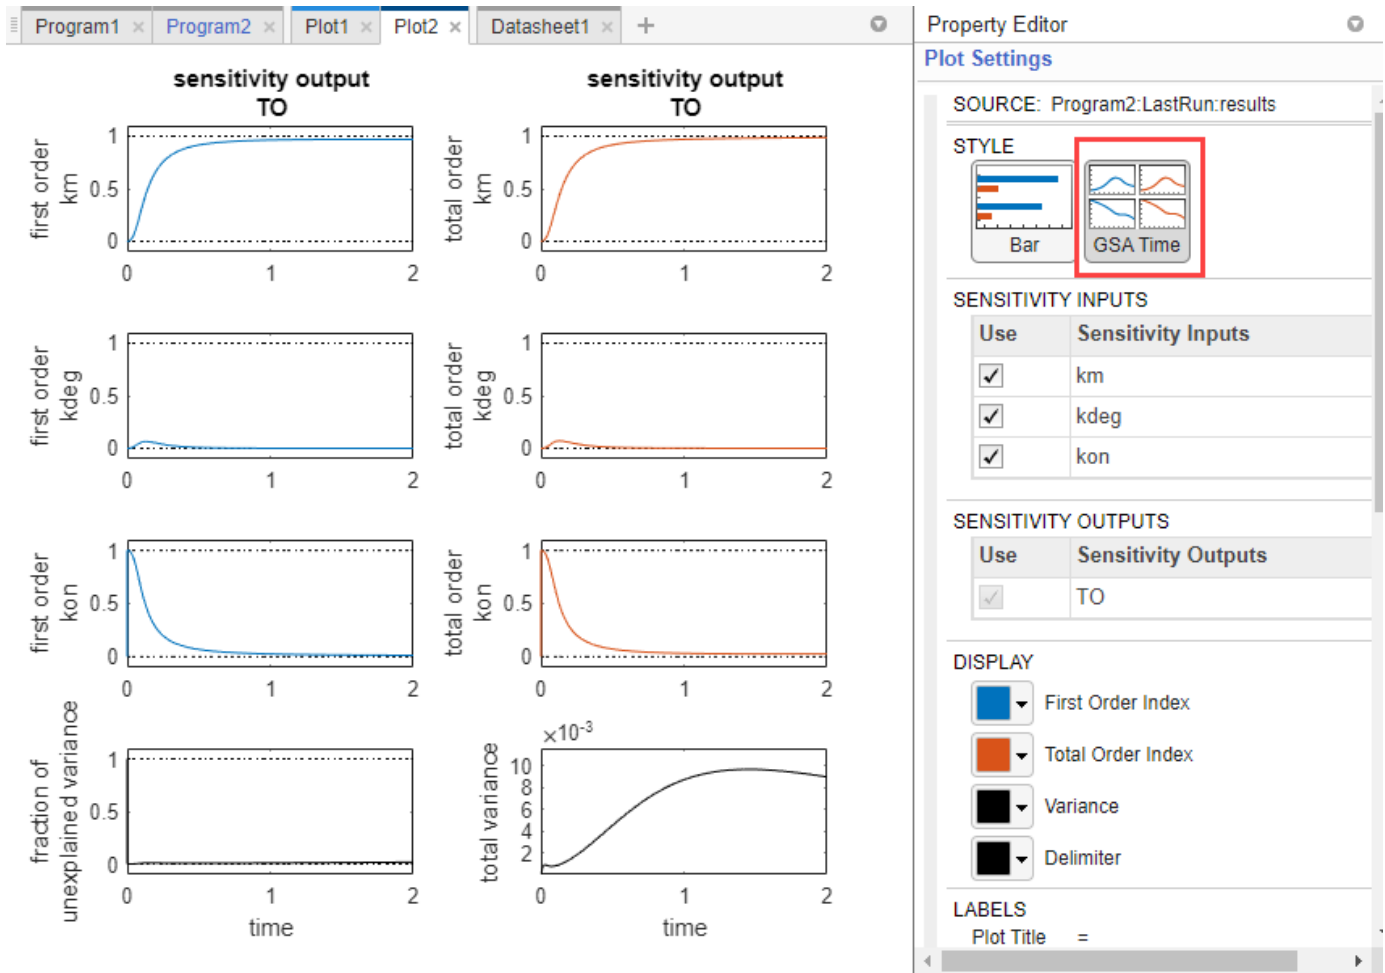 Program1 × Program2 × Plot1 × Plot2 × Datasheet1 × +
sensitivity output
TO
first order
km
1
0.5
0
0 1 2
sensitivity output
TO
total order
km
1
0.5
0
0 1 2
first order
kdeg
1
0.5
0
0 1 2
total order
kdeg
1
0.5
0
0 1 2
first order
kon
1
0.5
0
0 1 2
total order
kon
1
0.5
0
0 1 2
fraction of
unexplained variance
1
0.5
0
0 1 2
time
total variance
×10-3
10
8
6
4
2
0 1 2
time
Property Editor
Plot Settings
SOURCE: Program2:LastRun:results
STYLE
Bar GSA Time
SENSITIVITY INPUTS
Use Sensitivity Inputs
km
kdeg
kon
SENSITIVITY OUTPUTS
Use Sensitivity Outputs
TO
DISPLAY
First Order Index
Total Order Index
Variance
Delimiter
LABELS
Plot Title =